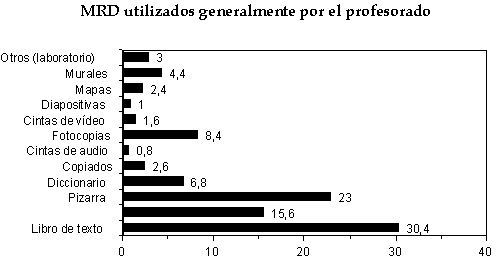 MRD utilizados generalmente por el profesorado
Otros (laboratorio) 3
Murales 4,4
Mapas 2,4
Diapositivas 1
Cintas de vídeo 1,6
Fotocopias 8,4
Cintas de audio 0,8
Copiados 2,6
Diccionario 6,8
Pizarra 23
15,6
Libro de texto 30,4
0 10 20 30 40